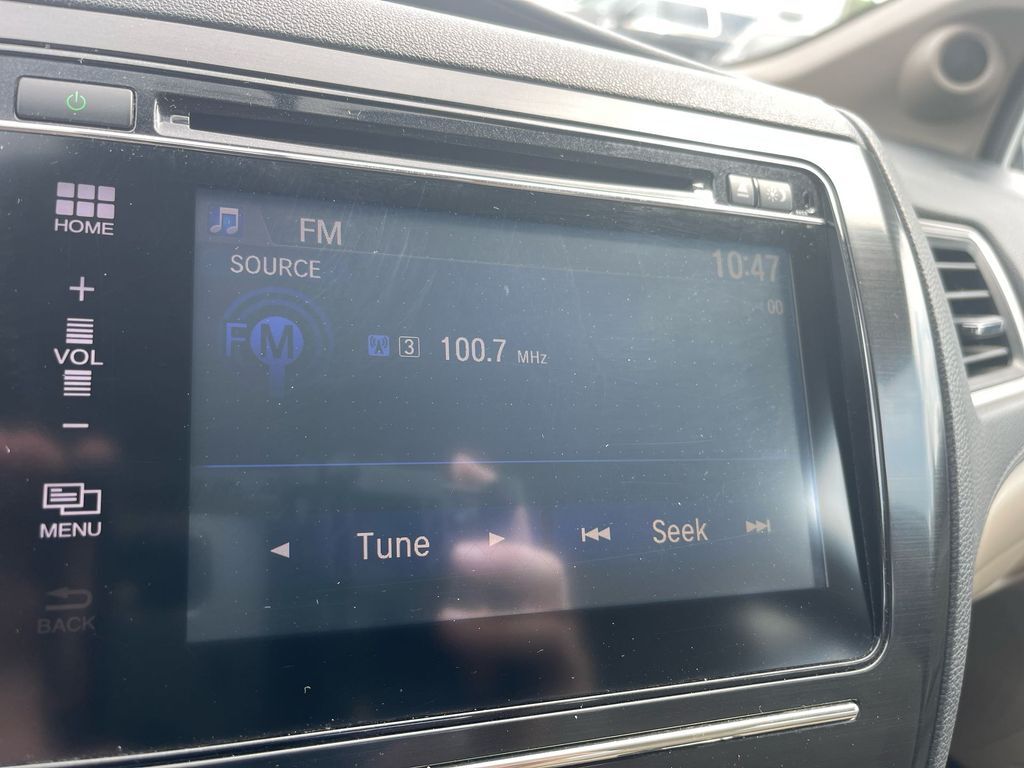 HOME
+
VOL
−
MENU
BACK
FM
SOURCE
10:47
00
FM
3 100.7 MHz
Tune
Seek